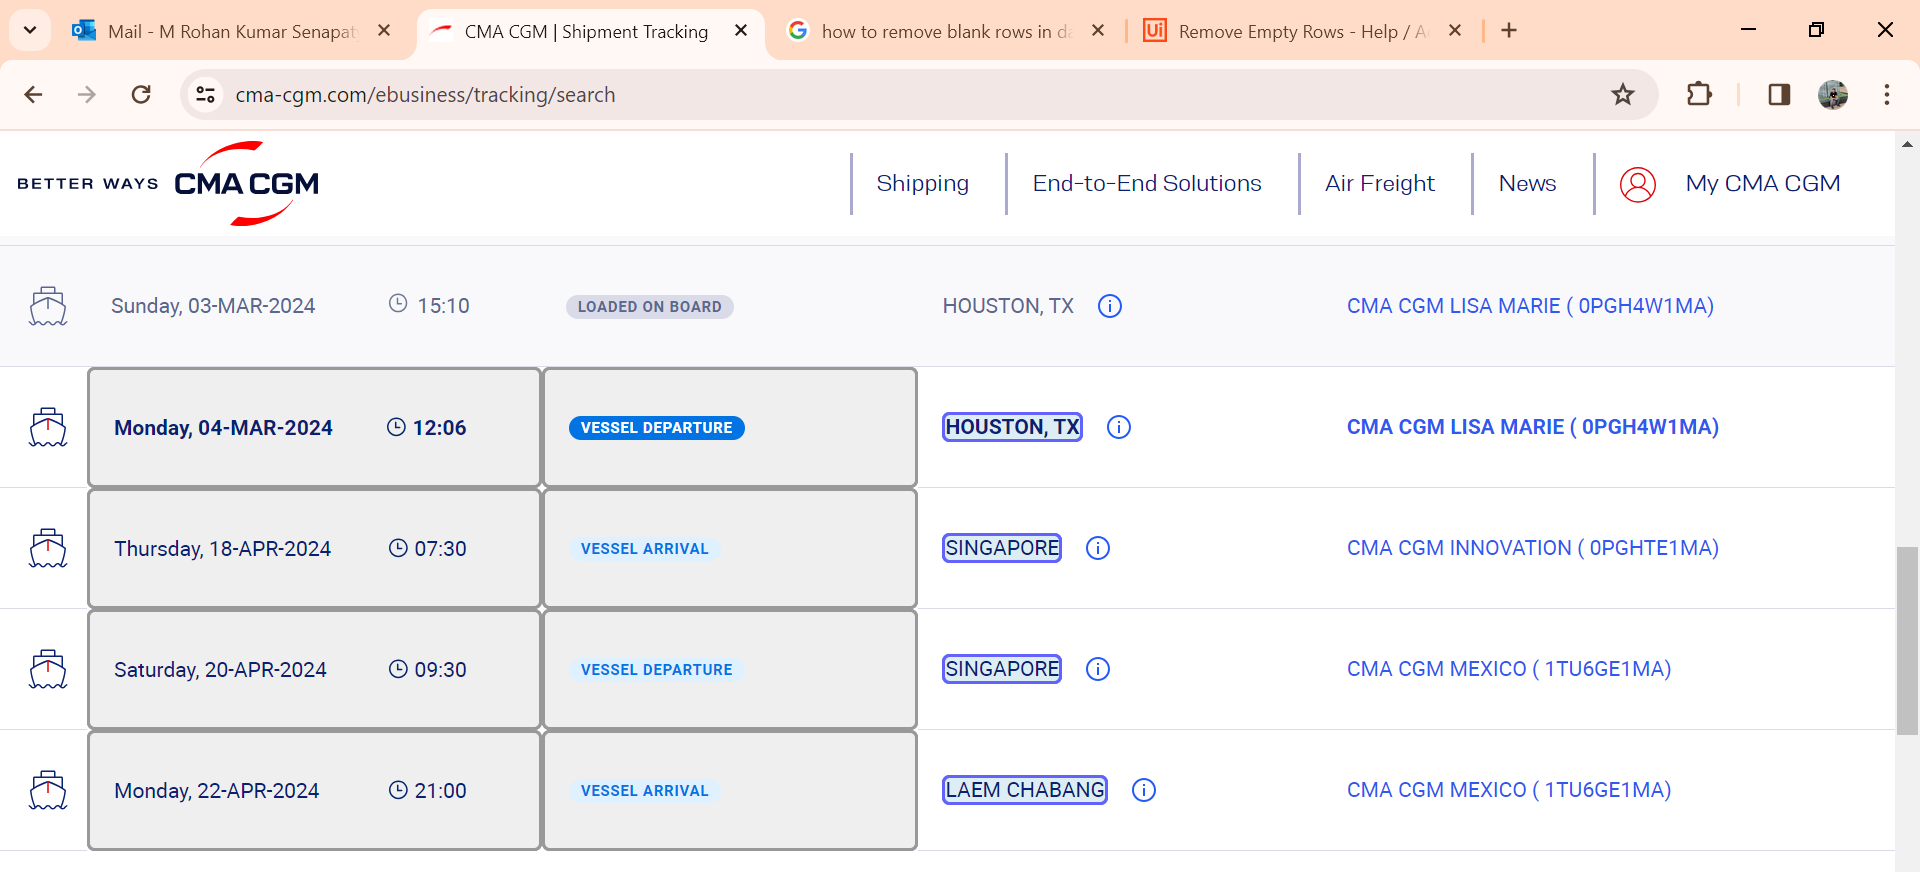 Mail - M Rohan Kumar Senapat
CMA CGM | Shipment Tracking
how to remove blank rows in da
Remove Empty Rows - Help / A
cma-cgm.com/ebusiness/tracking/search
BETTER WAYS CMA CGM
Shipping
End-to-End Solutions
Air Freight
News
My CMA CGM
Sunday, 03-MAR-2024 15:10 LOADED ON BOARD HOUSTON, TX CMA CGM LISA MARIE ( 0PGH4W1MA)
Monday, 04-MAR-2024 12:06 VESSEL DEPARTURE HOUSTON, TX CMA CGM LISA MARIE ( 0PGH4W1MA)
Thursday, 18-APR-2024 07:30 VESSEL ARRIVAL SINGAPORE CMA CGM INNOVATION ( 0PGHTE1MA)
Saturday, 20-APR-2024 09:30 VESSEL DEPARTURE SINGAPORE CMA CGM MEXICO ( 1TU6GE1MA)
Monday, 22-APR-2024 21:00 VESSEL ARRIVAL LAEM CHABANG CMA CGM MEXICO ( 1TU6GE1MA)